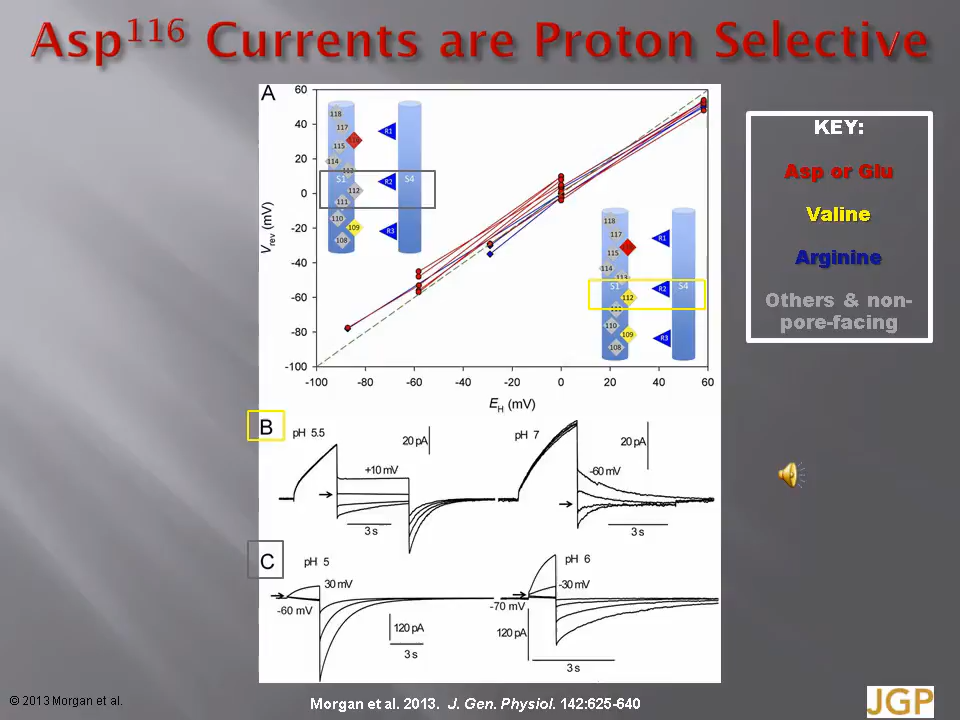 Asp116 Currents are Proton Selective
A
60
40
20
0
-20
-40
-60
-80
-100
Vrev (mV)
-100
-80
-60
-40
-20
0
20
40
60
EH (mV)
118
117
115
114
S1
112
111
110
109
108
R1
R2
R3
S4
118
117
115
114
113
S1
112
110
109
108
R1
R2
R3
S4
KEY:
Asp or Glu
Valine
Arginine
Others & non-
pore-facing
B
pH 5.5
20 pA
+10 mV
3 s
pH 7
20 pA
-60 mV
3 s
C
pH 5
30 mV
-60 mV
120 pA
3 s
pH 6
-30 mV
-70 mV
120 pA
3 s
© 2013 Morgan et al.
Morgan et al. 2013. J. Gen. Physiol. 142:625-640
JGP